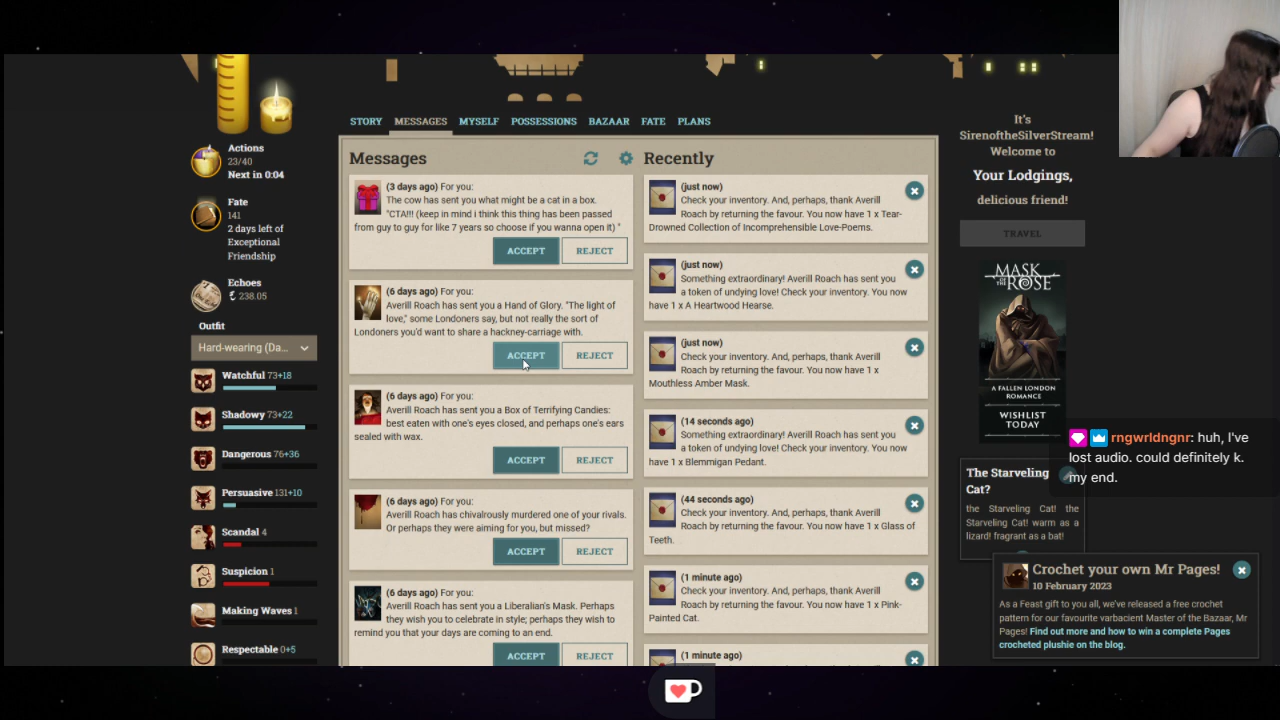 STORY MESSAGES MYSELF POSSESSIONS BAZAAR FATE PLANS
Actions
23/40
Next in 0:04
Fate
141
2 days left of
Exceptional
Friendship
Echoes
238.05
Outfit
Hard-wearing (Da...
Watchful 73+18
Shadowy 73+22
Dangerous 76+36
Persuasive 131+10
Scandal 4
Suspicion 1
Making Waves 1
Respectable 0+5
Messages
(3 days ago) For you:
The cow has sent you what might be a cat in a box.
"CTA!!! (keep in mind i think this thing has been passed
from guy to guy for like 7 years so choose if you wanna open it) "
ACCEPT REJECT
(6 days ago) For you:
Averill Roach has sent you a Hand of Glory. "The light of
love," some Londoners say, but not really the sort of
Londoners you'd want to share a hackney-carriage with.
ACCEPT REJECT
(6 days ago) For you:
Averill Roach has sent you a Box of Terrifying Candies:
best eaten with one's eyes closed, and perhaps one's ears
sealed with wax.
ACCEPT REJECT
(6 days ago) For you:
Averill Roach has chivalrously murdered one of your rivals.
Or perhaps they were aiming for you, but missed?
ACCEPT REJECT
(6 days ago) For you:
Averill Roach has sent you a Liberalian's Mask. Perhaps
they wish you to celebrate in style; perhaps they wish to
remind you that your days are coming to an end.
ACCEPT REJECT
Recently
(just now)
Check your inventory. And, perhaps, thank Averill
Roach by returning the favour. You now have 1 x Tear-
Drowned Collection of Incomprehensible Love-Poems.
(just now)
Something extraordinary! Averill Roach has sent you
a token of undying love! Check your inventory. You now
have 1 x A Heartwood Hearse.
(just now)
Check your inventory. And, perhaps, thank Averill
Roach by returning the favour. You now have 1 x
Mouthless Amber Mask.
(14 seconds ago)
Something extraordinary! Averill Roach has sent you
a token of undying love! Check your inventory. You now
have 1 x Blemmigan Pedant.
(44 seconds ago)
Check your inventory. And, perhaps, thank Averill
Roach by returning the favour. You now have 1 x Glass of
Teeth.
(1 minute ago)
Check your inventory. And, perhaps, thank Averill
Roach by returning the favour. You now have 1 x Pink-
Painted Cat.
(1 minute ago)
It's
SirenoftheSilverStream!
Welcome to
Your Lodgings,
delicious friend!
TRAVEL
MASK
OF THE
ROSE
A FALLEN LONDON
ROMANCE
WISHLIST
TODAY
rngwrldngnr: huh, I've
lost audio. could definitely k.
my end.
The Starveling
Cat?
the Starveling Cat! the
Starveling Cat! warm as a
lizard! fragrant as a bat!
Crochet your own Mr Pages!
10 February 2023
As a Feast gift to you all, we've released a free crochet
pattern for our favourite varbacient Master of the Bazaar, Mr
Pages! Find out more and how to win a complete Pages
crocheted plushie on the blog.